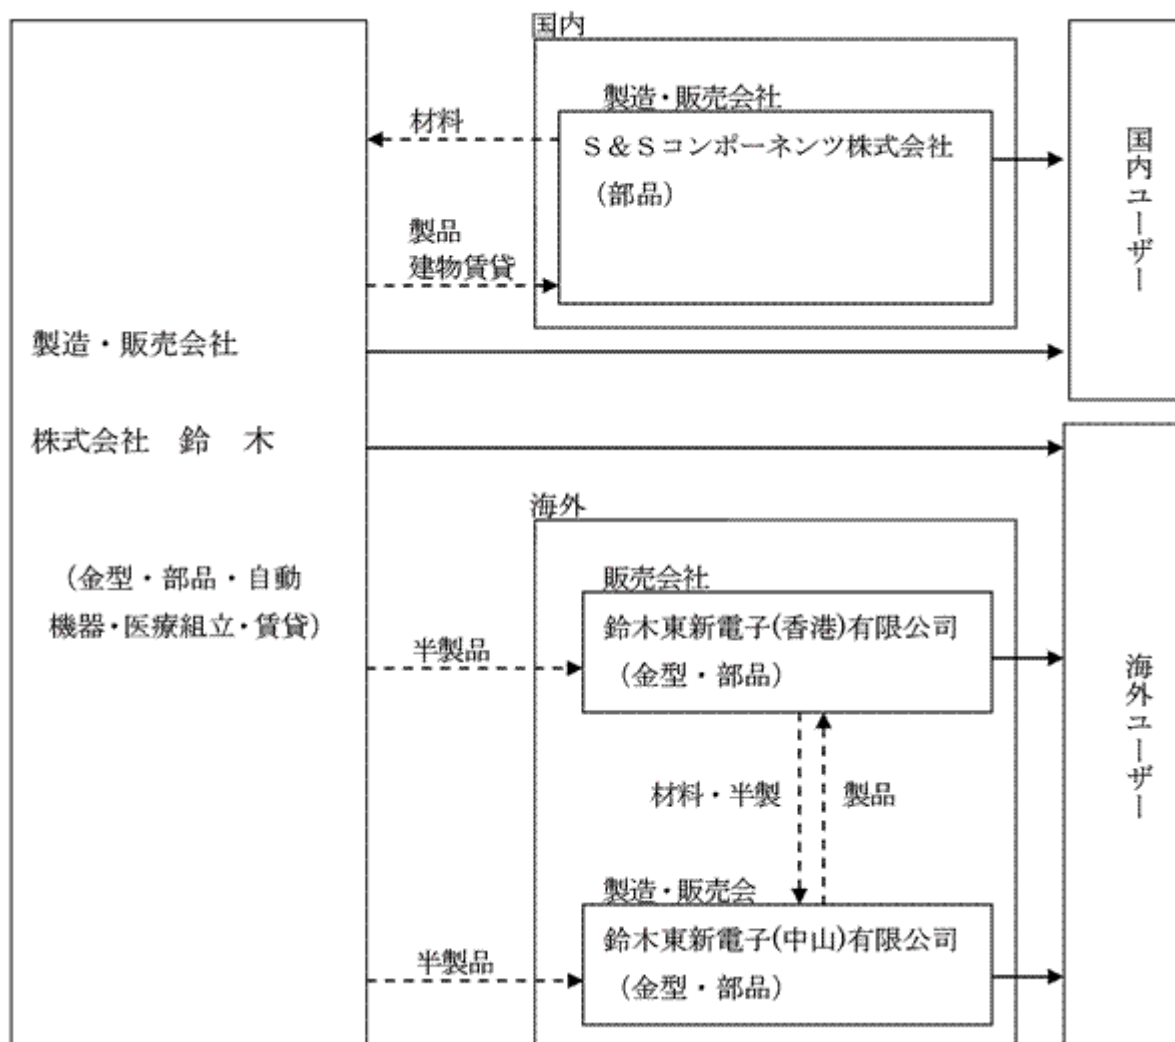 国内
製造・販売会社
材料
S＆Sコンポーネンツ株式会社
（部品）
製品
建物賃貸
国内ユーザー
製造・販売会社
株式会社　鈴　木
（金型・部品・自動
機器・医療組立・賃貸）
海外
販売会社
鈴木東新電子(香港)有限公司
（金型・部品）
半製品
材料・半製
製品
海外ユーザー
製造・販売会
鈴木東新電子(中山)有限公司
（金型・部品）
半製品